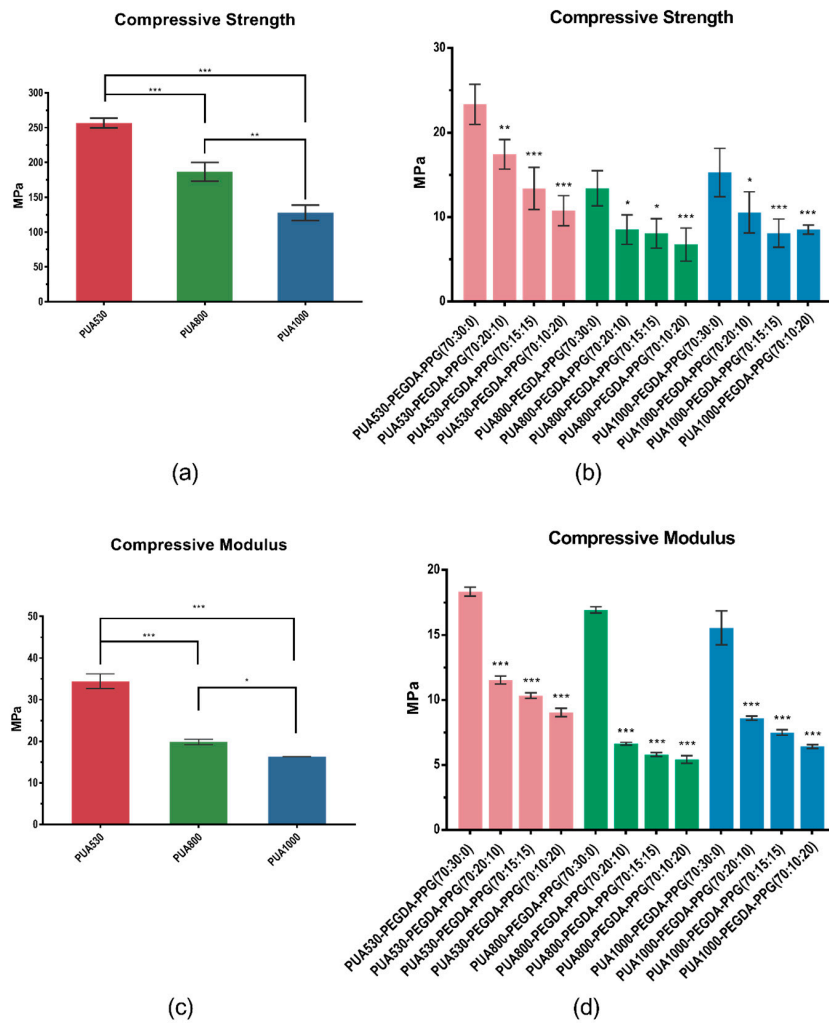 Compressive Strength
MPa
300
250
200
150
100
50
0
***
***
**
PUA530
PUA800
PUA1000
(a)
Compressive Strength
MPa
30
20
10
0
**
***
***
*
*
***
*
***
***
PUA530-PEGDA-PPG(70:30:0)
PUA530-PEGDA-PPG(70:20:10)
PUA530-PEGDA-PPG(70:15:15)
PUA530-PEGDA-PPG(70:10:20)
PUA800-PEGDA-PPG(70:30:0)
PUA800-PEGDA-PPG(70:20:10)
PUA800-PEGDA-PPG(70:15:15)
PUA800-PEGDA-PPG(70:10:20)
PUA1000-PEGDA-PPG(70:30:0)
PUA1000-PEGDA-PPG(70:20:10)
PUA1000-PEGDA-PPG(70:15:15)
PUA1000-PEGDA-PPG(70:10:20)
(b)
Compressive Modulus
MPa
50
40
30
20
10
0
***
***
*
PUA530
PUA800
PUA1000
(c)
Compressive Modulus
MPa
20
15
10
5
0
***
***
***
***
***
***
***
***
***
PUA530-PEGDA-PPG(70:30:0)
PUA530-PEGDA-PPG(70:20:10)
PUA530-PEGDA-PPG(70:15:15)
PUA530-PEGDA-PPG(70:10:20)
PUA800-PEGDA-PPG(70:30:0)
PUA800-PEGDA-PPG(70:20:10)
PUA800-PEGDA-PPG(70:15:15)
PUA800-PEGDA-PPG(70:10:20)
PUA1000-PEGDA-PPG(70:30:0)
PUA1000-PEGDA-PPG(70:20:10)
PUA1000-PEGDA-PPG(70:15:15)
PUA1000-PEGDA-PPG(70:10:20)
(d)